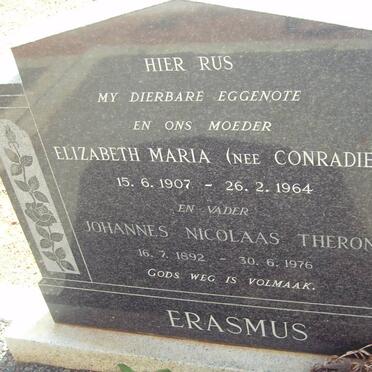 HIER RUS
MY DIERBARE EGGENOTE
EN ONS MOEDER
ELIZABETH MARIA (NEE CONRADIE
15. 6. 1907 - 26. 2. 1964
EN VADER
JOHANNES NICOLAAS THERON
16. 7. 1892 - 30. 6. 1976
GODS WEG IS VOLMAAK.
ERASMUS